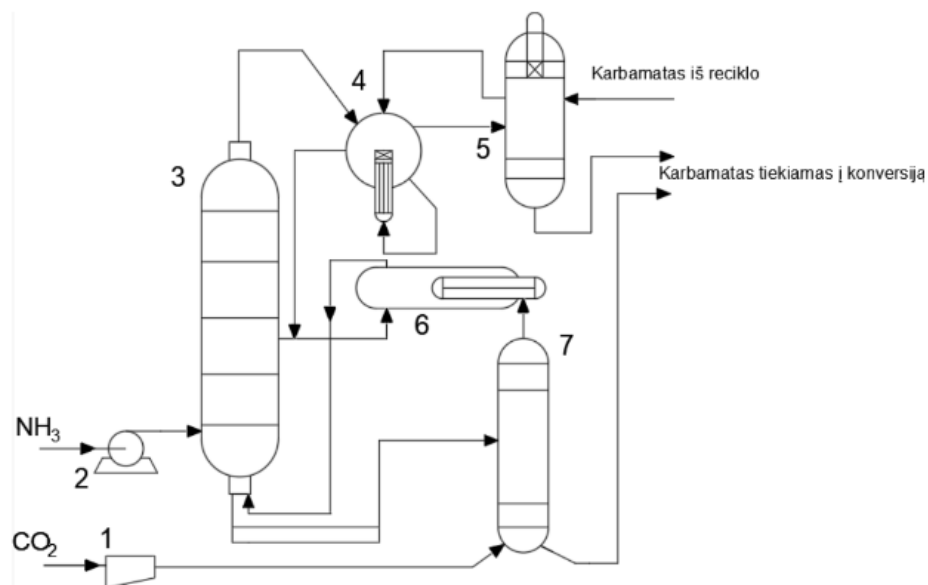 4
Karbamatas iš reciklo
3
5
Karbamatas tiekiamas į konversiją
6
7
NH₃
2
CO₂
1